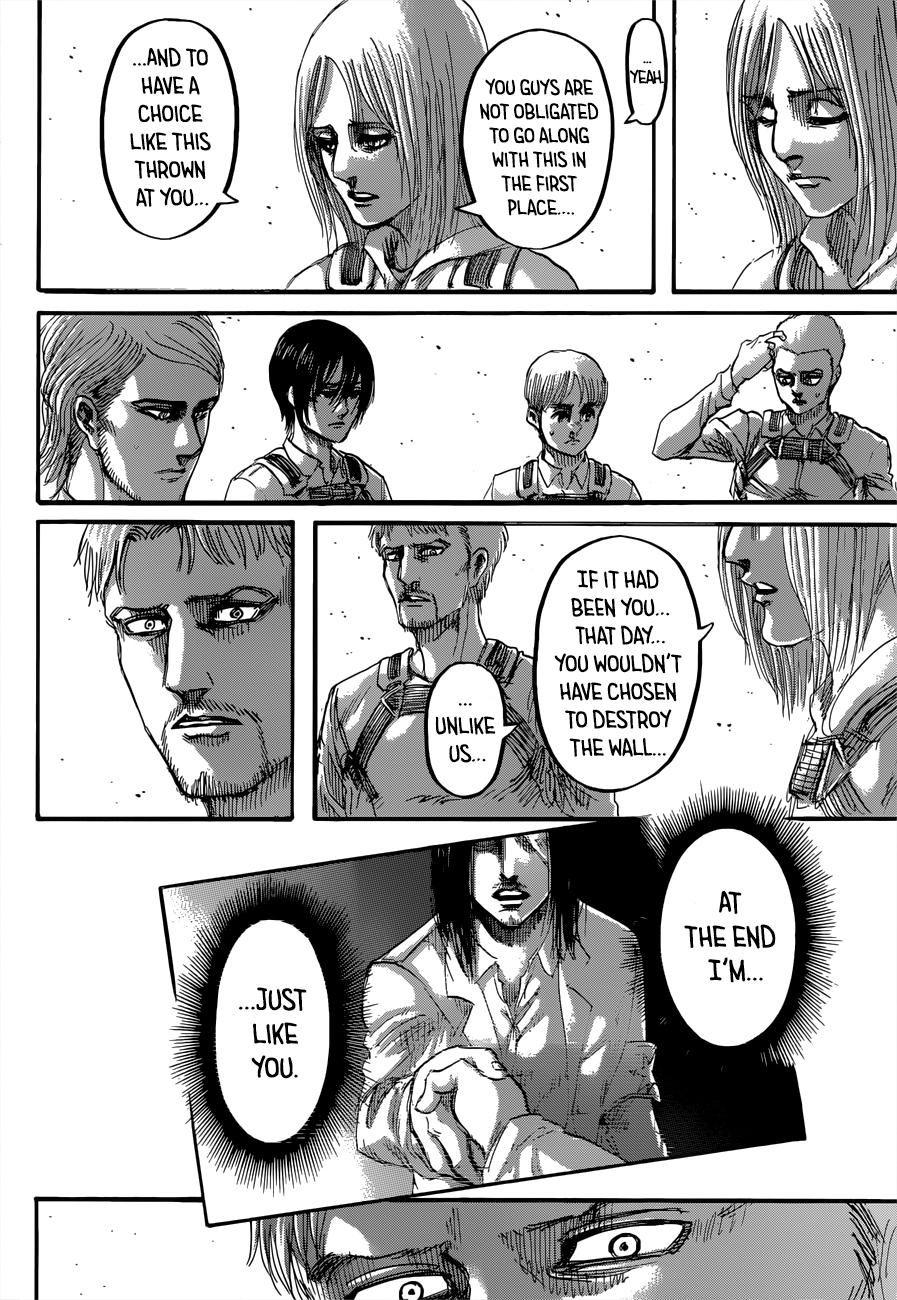 ...
YEAH.
YOU GUYS ARE
NOT OBLIGATED
TO GO ALONG
WITH THIS IN
THE FIRST
PLACE....
...AND TO
HAVE A
CHOICE
LIKE THIS
THROWN
AT YOU...
IF IT HAD
BEEN YOU...
THAT DAY...
YOU WOULDN'T
HAVE CHOSEN
TO DESTROY
THE WALL...
...
UNLIKE
US...
AT
THE END
I'M...
...JUST
LIKE
YOU.